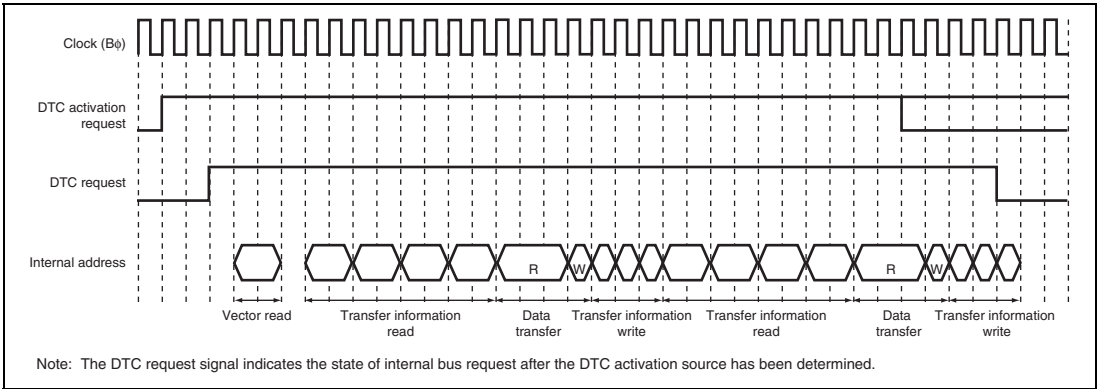 Clock (Bφ)
DTC activation
request
DTC request
Internal address
R
W
R
W
Vector read
Transfer information
read
Data
transfer
Transfer information
write
Transfer information
read
Data
transfer
Transfer information
write
Note: The DTC request signal indicates the state of internal bus request after the DTC activation source has been determined.